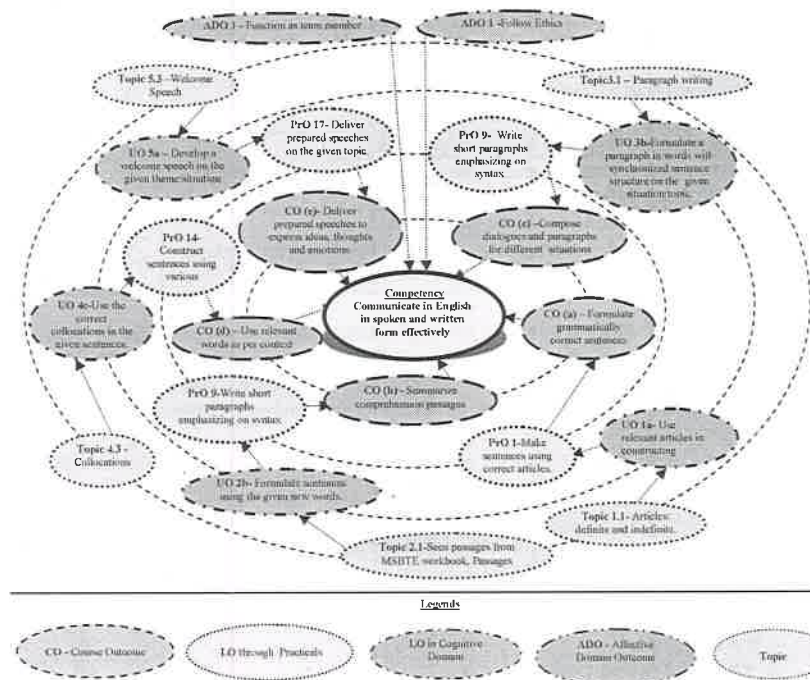 ADO 3 - Function as team member
ADO 1 -Follow Ethics
Topic 5.3 -Welcome
Speech
Topic3.1 – Paragraph writing
PrO 17- Deliver
prepared speeches
on the given topic.
PrO 9- Write
short paragraphs
emphasizing on
syntax
UO 5a – Develop a
welcome speech on the
given theme/situation
UO 3b-Formulate a
paragraph in words with
synchronized sentence
structure on the given
situation/topic.
CO (e)- Deliver
prepared speeches to
express ideas, thoughts
and emotions
CO (c) –Compose
dialogues and paragraphs
for different situations
PrO 14-
Construct
sentences using
various
Competency
Communicate in English
in spoken and written
form effectively
UO 4c-Use the
correct
collocations in the
given sentences.
CO (d) – Use relevant
words as per context
CO (a) – Formulate
grammatically
correct sentences
PrO 9-Write short
paragraphs
emphasizing on syntax
CO (b) - Summarize
comprehension passages
Topic 4.3 -
Collocations
PrO 1-Make
sentences using
correct articles.
UO 1a- Use
relevant articles in
constructing
UO 2b- Formulate sentences
using the given new words.
Topic 1.1- Articles:
definite and indefinite.
Topic 2.1-Seen passages from
MSBTE workbook, Passages
Legends
CO - Course Outcome
LO through Practicals
LO in Cognitive
Domain
ADO - Affective
Domain Outcome
Topic